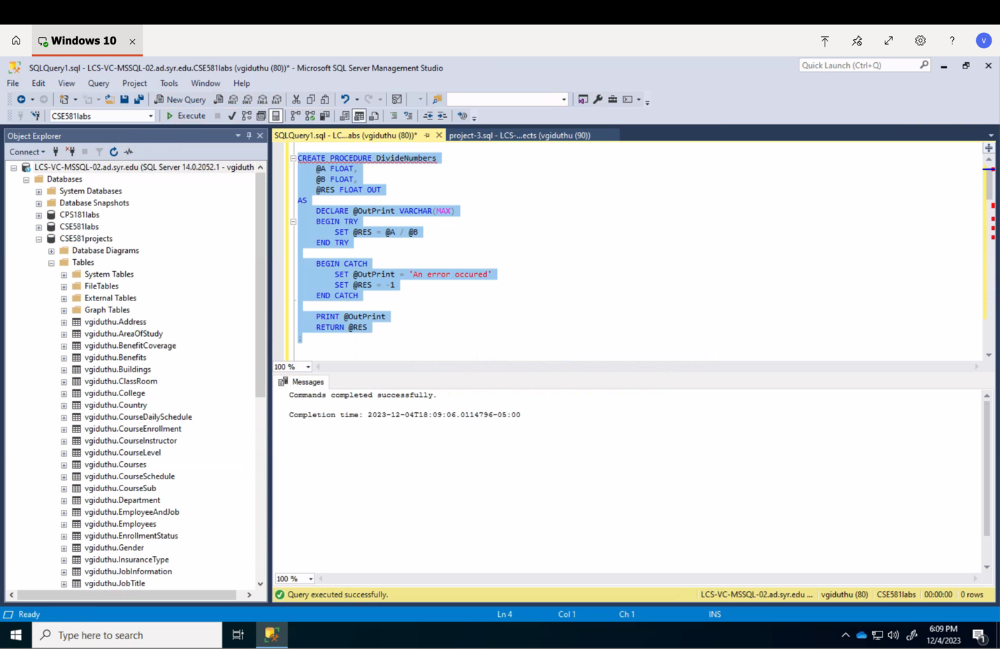 Windows 10
?
V
SQLQuery1.sql - LCS-VC-MSSQL-02.ad.syr.edu.CSE581labs (vgiduthu (80))* - Microsoft SQL Server Management Studio
Quick Launch (Ctrl+Q)
File Edit View Query Project Tools Window Help
New Query
CSE581labs
Execute
Object Explorer
SQLQuery1.sql - LC...abs (vgiduthu (80))*
project-3.sql - LCS-...ects (vgiduthu (90))
Connect
LCS-VC-MSSQL-02.ad.syr.edu (SQL Server 14.0.2052.1 - vgiduth
Databases
System Databases
Database Snapshots
CPS181labs
CSE581labs
CSE581projects
Database Diagrams
Tables
System Tables
FileTables
External Tables
Graph Tables
vgiduthu.Address
vgiduthu.AreaOfStudy
vgiduthu.BenefitCoverage
vgiduthu.Benefits
vgiduthu.Buildings
vgiduthu.ClassRoom
vgiduthu.College
vgiduthu.Country
vgiduthu.CourseDailySchedule
vgiduthu.CourseEnrollment
vgiduthu.CourseInstructor
vgiduthu.CourseLevel
vgiduthu.Courses
vgiduthu.CourseSchedule
vgiduthu.CourseSub
vgiduthu.Department
vgiduthu.EmployeeAndJob
vgiduthu.Employees
vgiduthu.EnrollmentStatus
vgiduthu.Gender
vgiduthu.InsuranceType
vgiduthu.JobInformation
vgiduthu.JobTitle
CREATE PROCEDURE DivideNumbers
@A FLOAT,
@B FLOAT,
@RES FLOAT OUT
AS
DECLARE @OutPrint VARCHAR(MAX)
BEGIN TRY
SET @RES = @A / @B
END TRY
BEGIN CATCH
SET @OutPrint = 'An error occured'
SET @RES = -1
END CATCH
PRINT @OutPrint
RETURN @RES
;
100 %
Messages
Commands completed successfully.
Completion time: 2023-12-04T18:09:06.0114796-05:00
100 %
Query executed successfully.
LCS-VC-MSSQL-02.ad.syr.edu ... vgiduthu (80) CSE581labs 00:00:00 0 rows
Ready
Ln 4 Col 1 Ch 1 INS
Type here to search
6:09 PM
12/4/2023
1